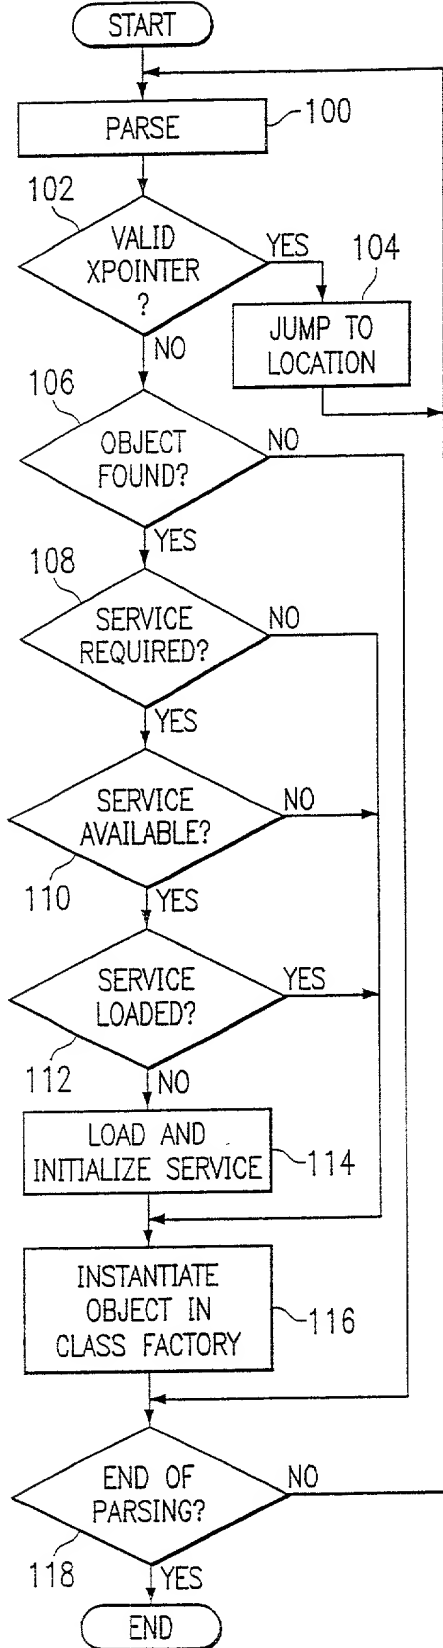 START
PARSE
100
102
VALID
XPOINTER
?
YES
104
JUMP TO
LOCATION
NO
106
OBJECT
FOUND?
NO
YES
108
SERVICE
REQUIRED?
NO
YES
SERVICE
AVAILABLE?
NO
110
YES
SERVICE
LOADED?
YES
112
NO
LOAD AND
INITIALIZE SERVICE
114
INSTANTIATE
OBJECT IN
CLASS FACTORY
116
END OF
PARSING?
NO
118
YES
END